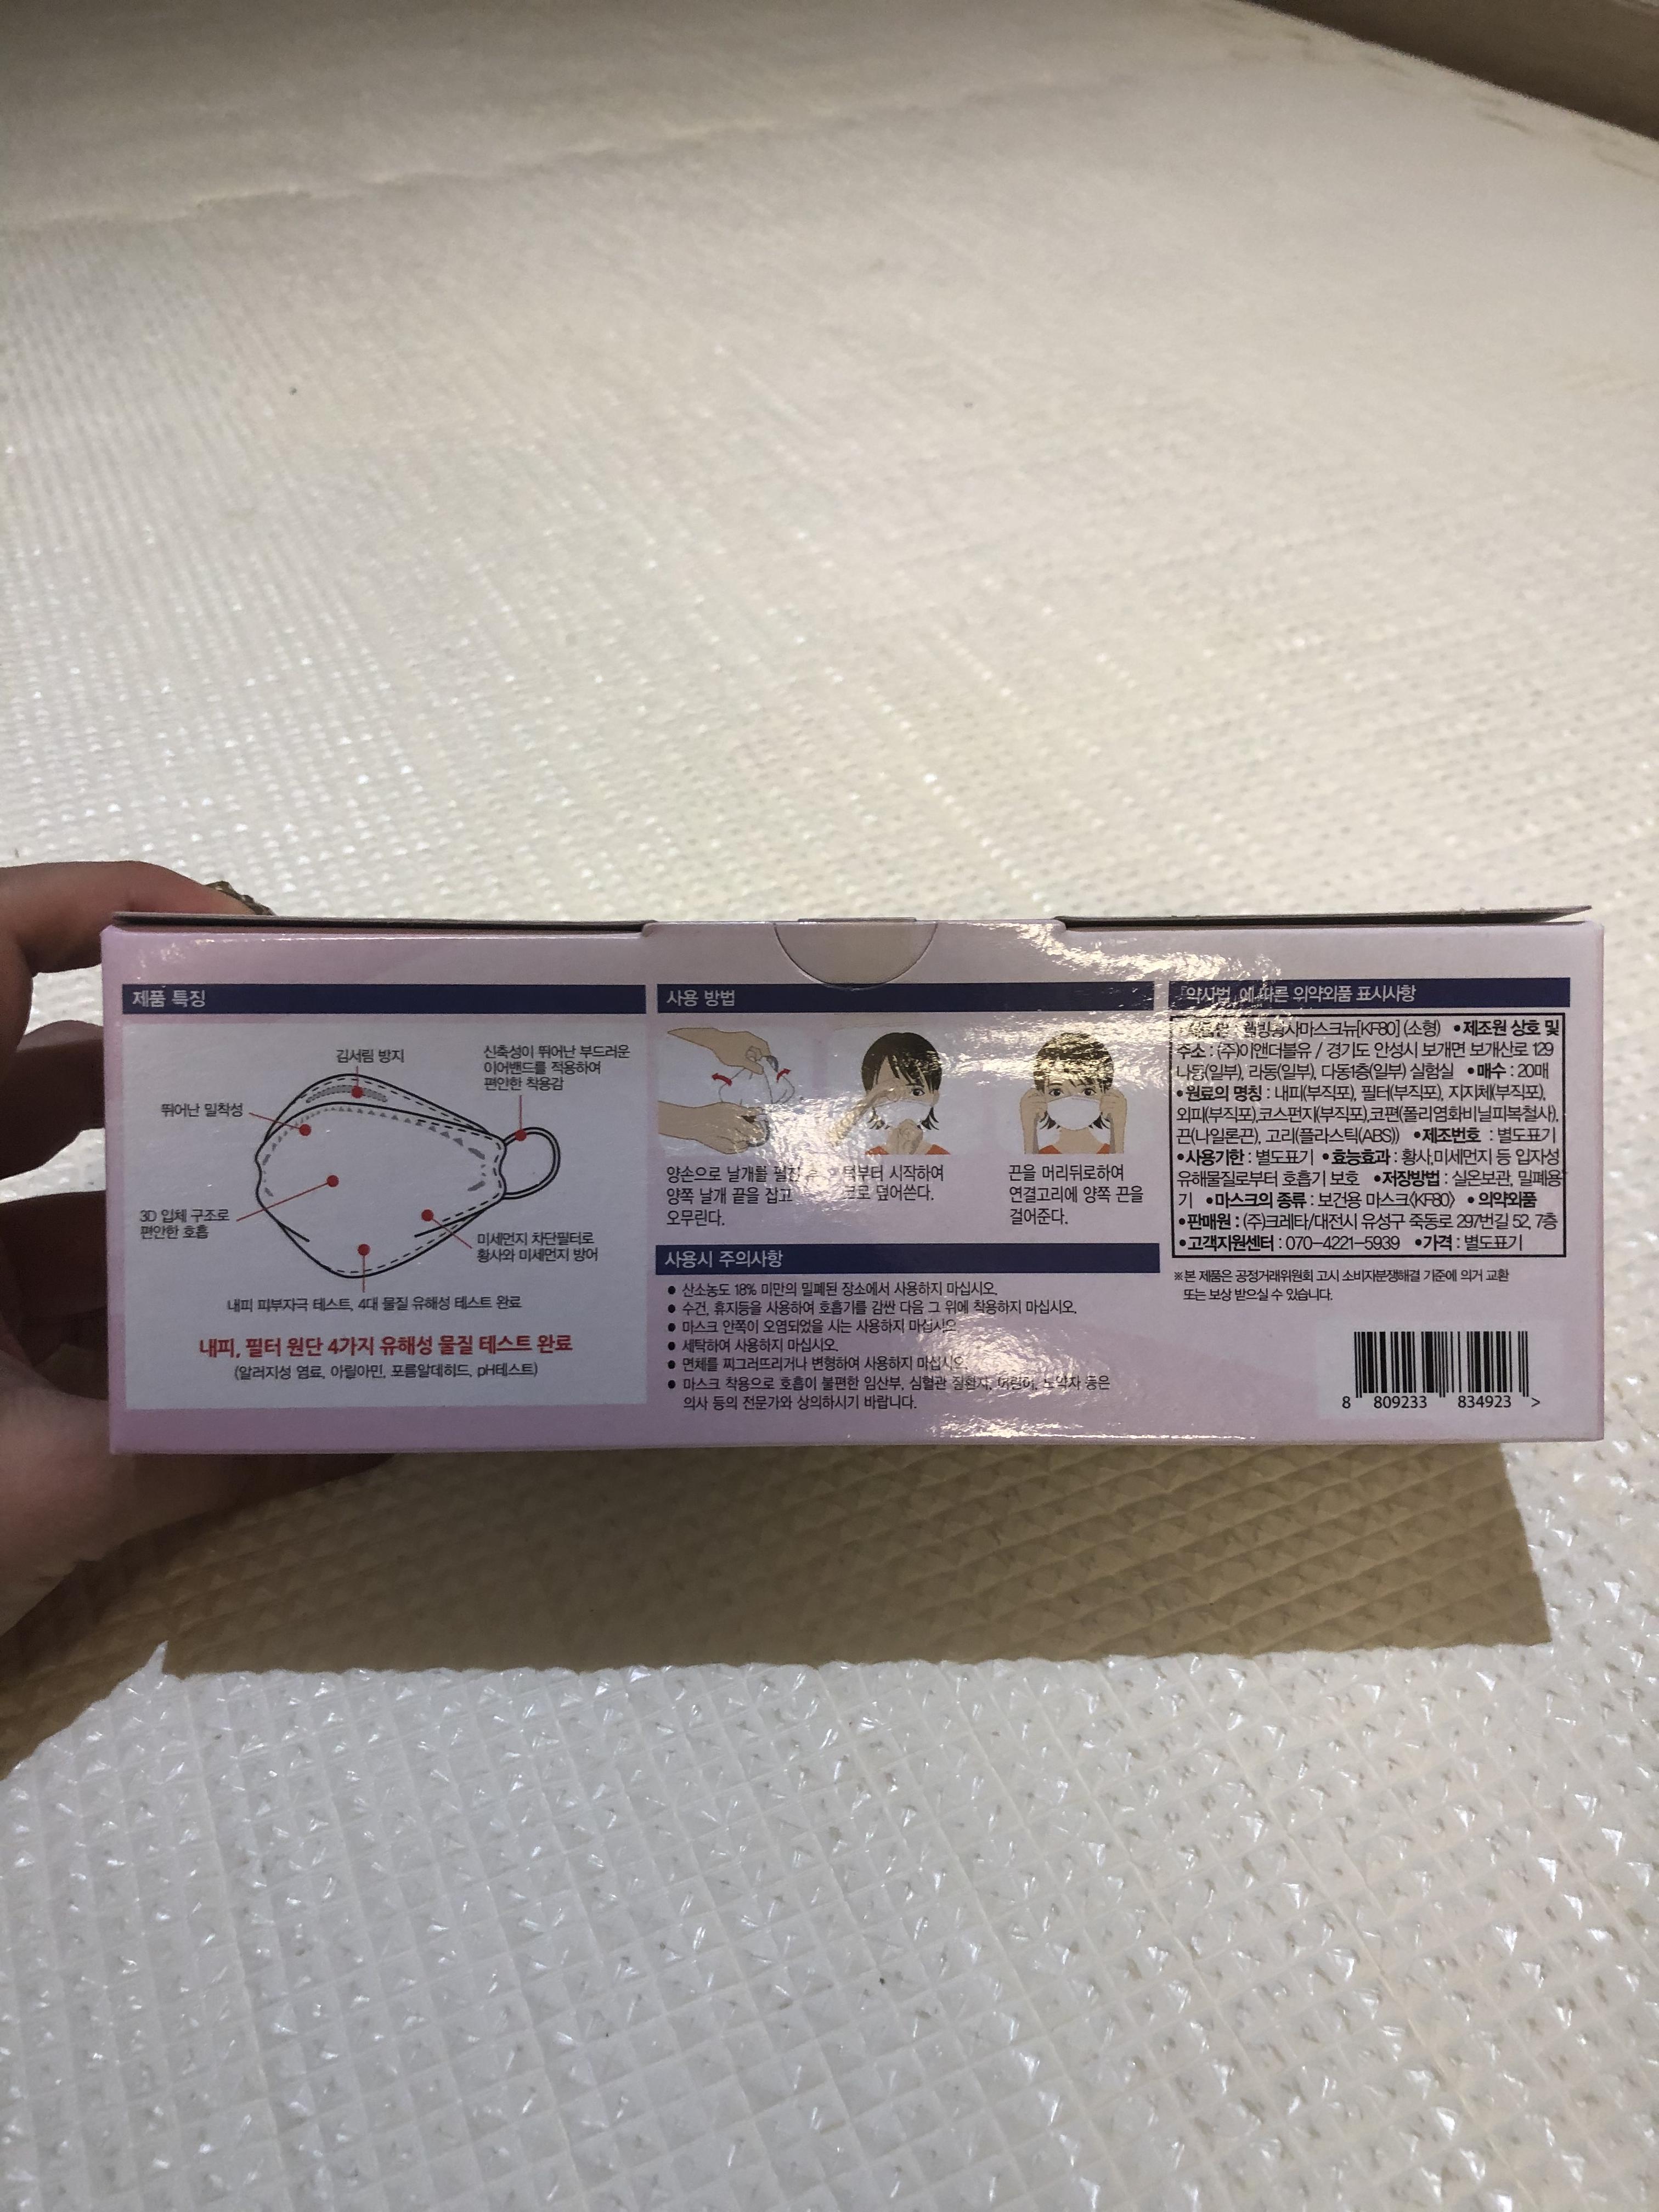 제품 특징
김서림 방지
신축성이 뛰어난 부드러운
이어밴드를 적용하여
편안한 착용감
뛰어난 밀착성
3D 입체 구조로
편안한 호흡
미세먼지 차단필터로
황사와 미세먼지 방어
내피 피부자극 테스트, 4대 물질 유해성 테스트 완료
내피, 필터 원단 4가지 유해성 물질 테스트 완료
(알러지성 염료, 아릴아민, 포름알데히드, pH테스트)
사용 방법
양손으로 날개를 펼친 후
양쪽 날개 끝을 잡고
오무린다.
턱부터 시작하여
코로 덮어쓴다.
끈을 머리뒤로하여
연결고리에 양쪽 끈을
걸어준다.
사용시 주의사항
● 산소농도 18% 미만의 밀폐된 장소에서 사용하지 마십시오.
● 수건, 휴지등을 사용하여 호흡기를 감싼 다음 그 위에 착용하지 마십시오.
● 마스크 안쪽이 오염되었을 시는 사용하지 마십시오
● 세탁하여 사용하지 마십시오.
● 면체를 찌그러뜨리거나 변형하여 사용하지 마십시오.
● 마스크 착용으로 호흡이 불편한 임산부, 심혈관 질환자, 어린이, 노약자 등은
의사 등의 전문가와 상의하시기 바랍니다.
「약사법」에 따른 의약외품 표시사항
황사마스크뉴[KF80] (소형) •제조원 상호 및
주소 : (주)이앤더블유 / 경기도 안성시 보개면 보개산로 129
나동(일부), 라동(일부), 다동1층(일부) 실험실 •매수 : 20매
•원료의 명칭 : 내피(부직포), 필터(부직포), 지지체(부직포),
외피(부직포),코스펀지(부직포),코편(폴리염화비닐피복철사),
끈(나일론끈), 고리(플라스틱(ABS)) •제조번호 : 별도표기
•사용기한 : 별도표기 •효능효과 : 황사,미세먼지 등 입자성
유해물질로부터 호흡기 보호 •저장방법 : 실온보관, 밀폐용
기 •마스크의 종류 : 보건용 마스크(KF80) •의약외품
•판매원 : (주)크레타/대전시 유성구 죽동로 297번길 52, 7층
•고객지원센터 : 070-4221-5939 •가격 : 별도표기
※본 제품은 공정거래위원회 고시 소비자분쟁해결 기준에 의거 교환
또는 보상 받으실 수 있습니다.
8 809233 834923 >